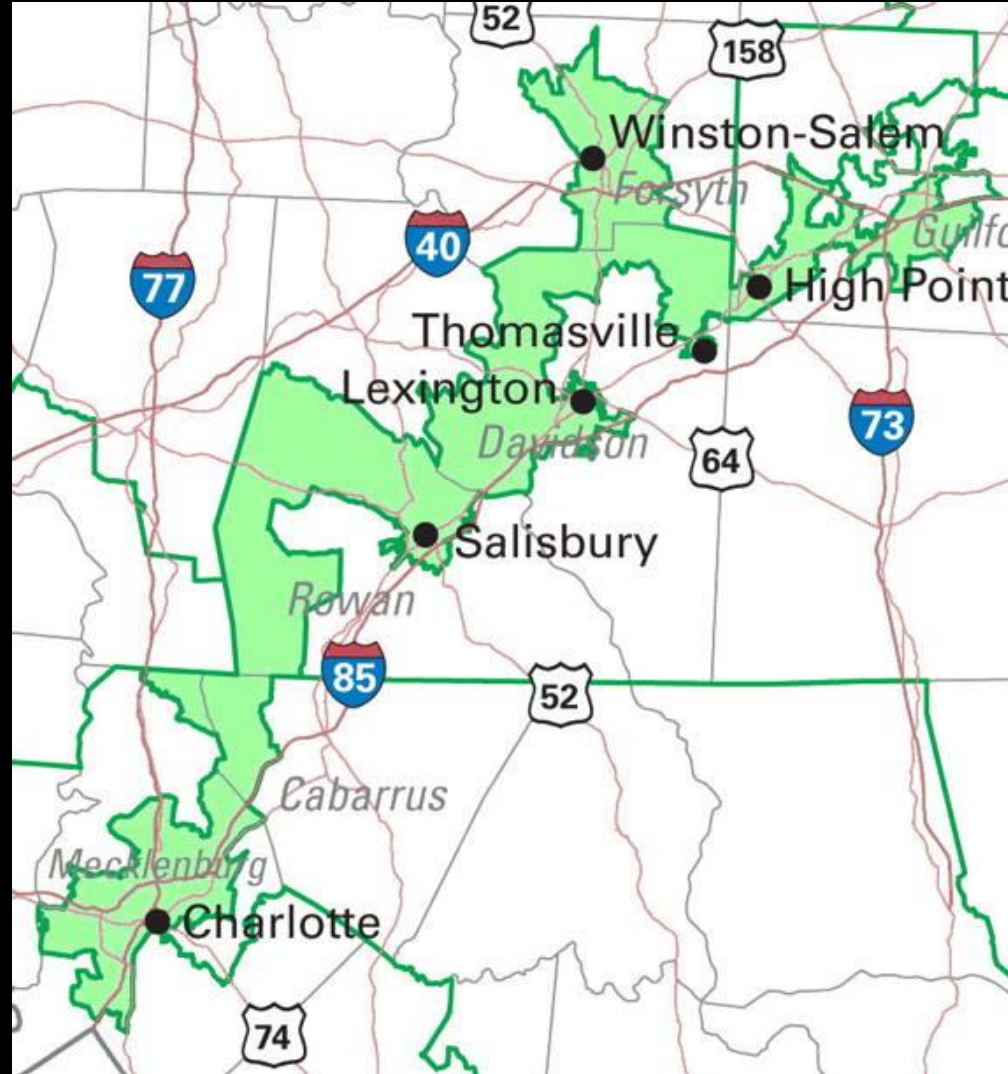 52
158
Winston-Salem
Forsyth
Guilfo
40
77
High Point
Thomasville
Lexington
73
Davidson
64
Salisbury
Rowan
85
52
Cabarrus
Mecklenburg
Charlotte
74